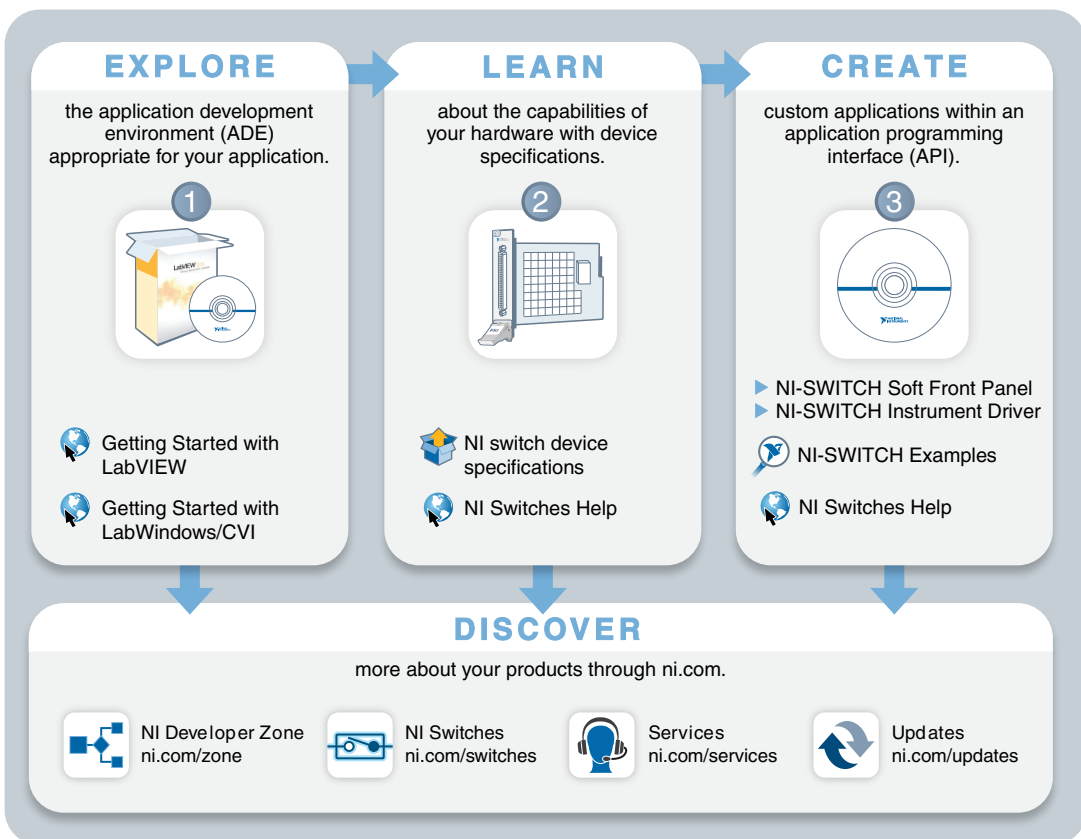 EXPLORE
the application development
environment (ADE)
appropriate for your application.
1
LabVIEW
Getting Started with
LabVIEW
Getting Started with
LabWindows/CVI
LEARN
about the capabilities of
your hardware with device
specifications.
2
NI switch device
specifications
NI Switches Help
CREATE
custom applications within an
application programming
interface (API).
3
NATIONAL
INSTRUMENTS
NI-SWITCH Soft Front Panel
NI-SWITCH Instrument Driver
NI-SWITCH Examples
NI Switches Help
DISCOVER
more about your products through ni.com.
NI Developer Zone
ni.com/zone
NI Switches
ni.com/switches
Services
ni.com/services
Updates
ni.com/updates